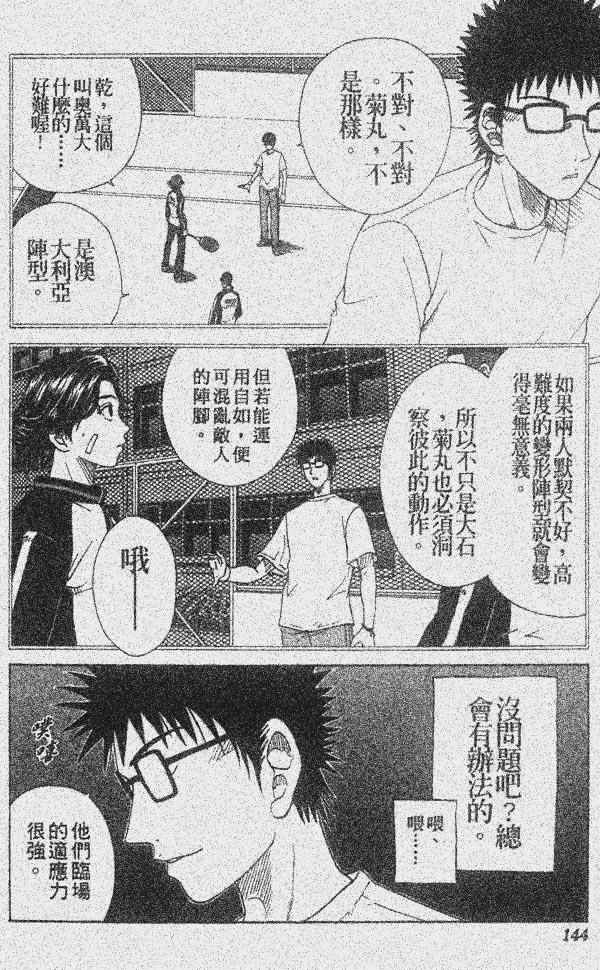 不對、不對
。菊丸，不
是那樣。
乾，這個
叫奧萬大
什麼的……
好難喔！
是澳
大利亞
陣型。
如果兩人默契不好，高
難度的變形陣型就會變
得毫無意義。
所以不只是大石
，菊丸也必須洞
察彼此的動作。
但若能運
用自如，便
可混亂敵人
的陣腳。
哦——
沒問題吧？總
會有辦法的。
喂、
喂……
噗嘻
他們臨場
的適應力
很強。
144